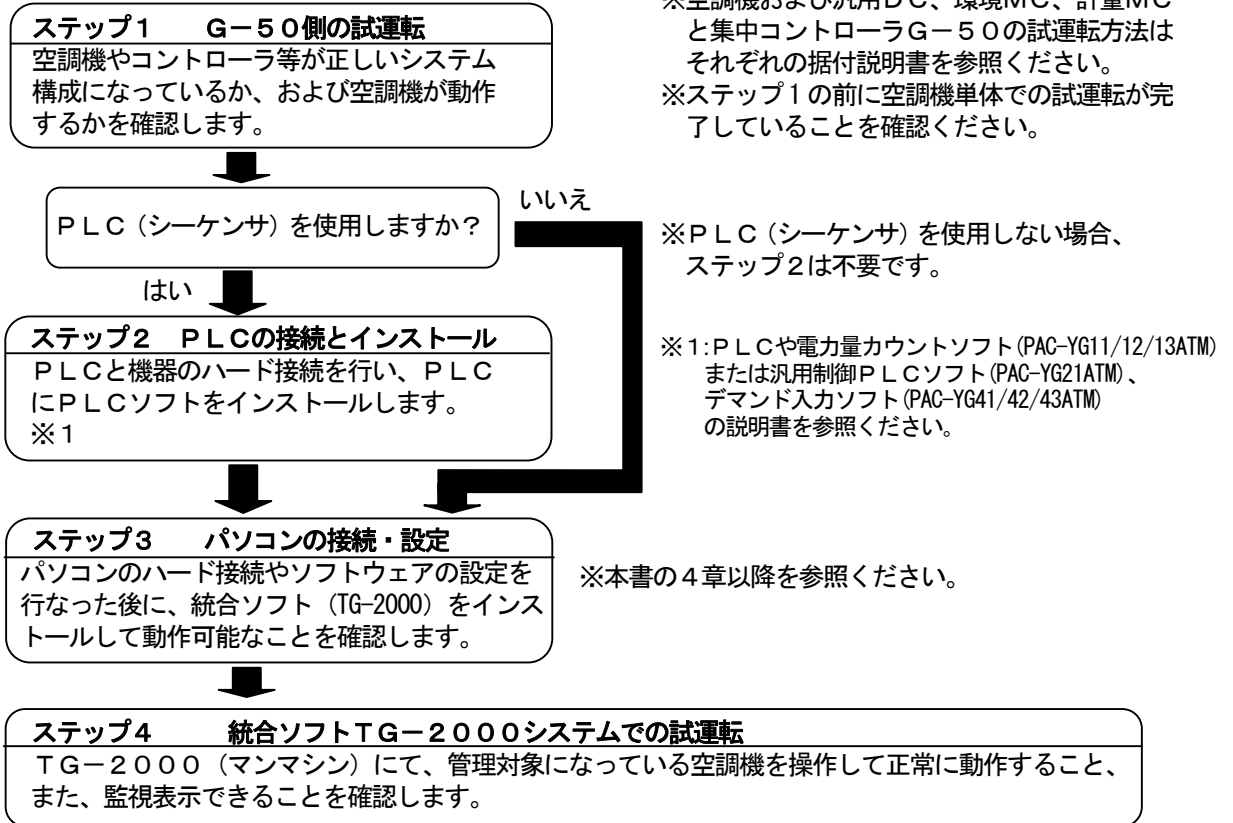 ※空調機および汎用ＤＣ、環境ＭＣ、計量ＭＣ
と集中コントローラＧ－５０の試運転方法は
それぞれの据付説明書を参照ください。
※ステップ１の前に空調機単体での試運転が完
了していることを確認ください。
ステップ１　Ｇ－５０側の試運転
空調機やコントローラ等が正しいシステム
構成になっているか、および空調機が動作
するかを確認します。
ＰＬＣ（シーケンサ）を使用しますか？
いいえ
はい
※ＰＬＣ（シーケンサ）を使用しない場合、
ステップ２は不要です。
ステップ２　ＰＬＣの接続とインストール
ＰＬＣと機器のハード接続を行い、ＰＬＣ
にＰＬＣソフトをインストールします。
※１
※１:ＰＬＣや電力量カウントソフト(PAC-YG11/12/13ATM)
または汎用制御ＰＬＣソフト(PAC-YG21ATM)、
デマンド入力ソフト(PAC-YG41/42/43ATM)
の説明書を参照ください。
ステップ３　パソコンの接続・設定
パソコンのハード接続やソフトウェアの設定を
行なった後に、統合ソフト（TG-2000）をインス
トールして動作可能なことを確認します。
※本書の４章以降を参照ください。
ステップ４　統合ソフトＴＧ－２０００システムでの試運転
ＴＧ－２０００（マンマシン）にて、管理対象になっている空調機を操作して正常に動作すること、
また、監視表示できることを確認します。